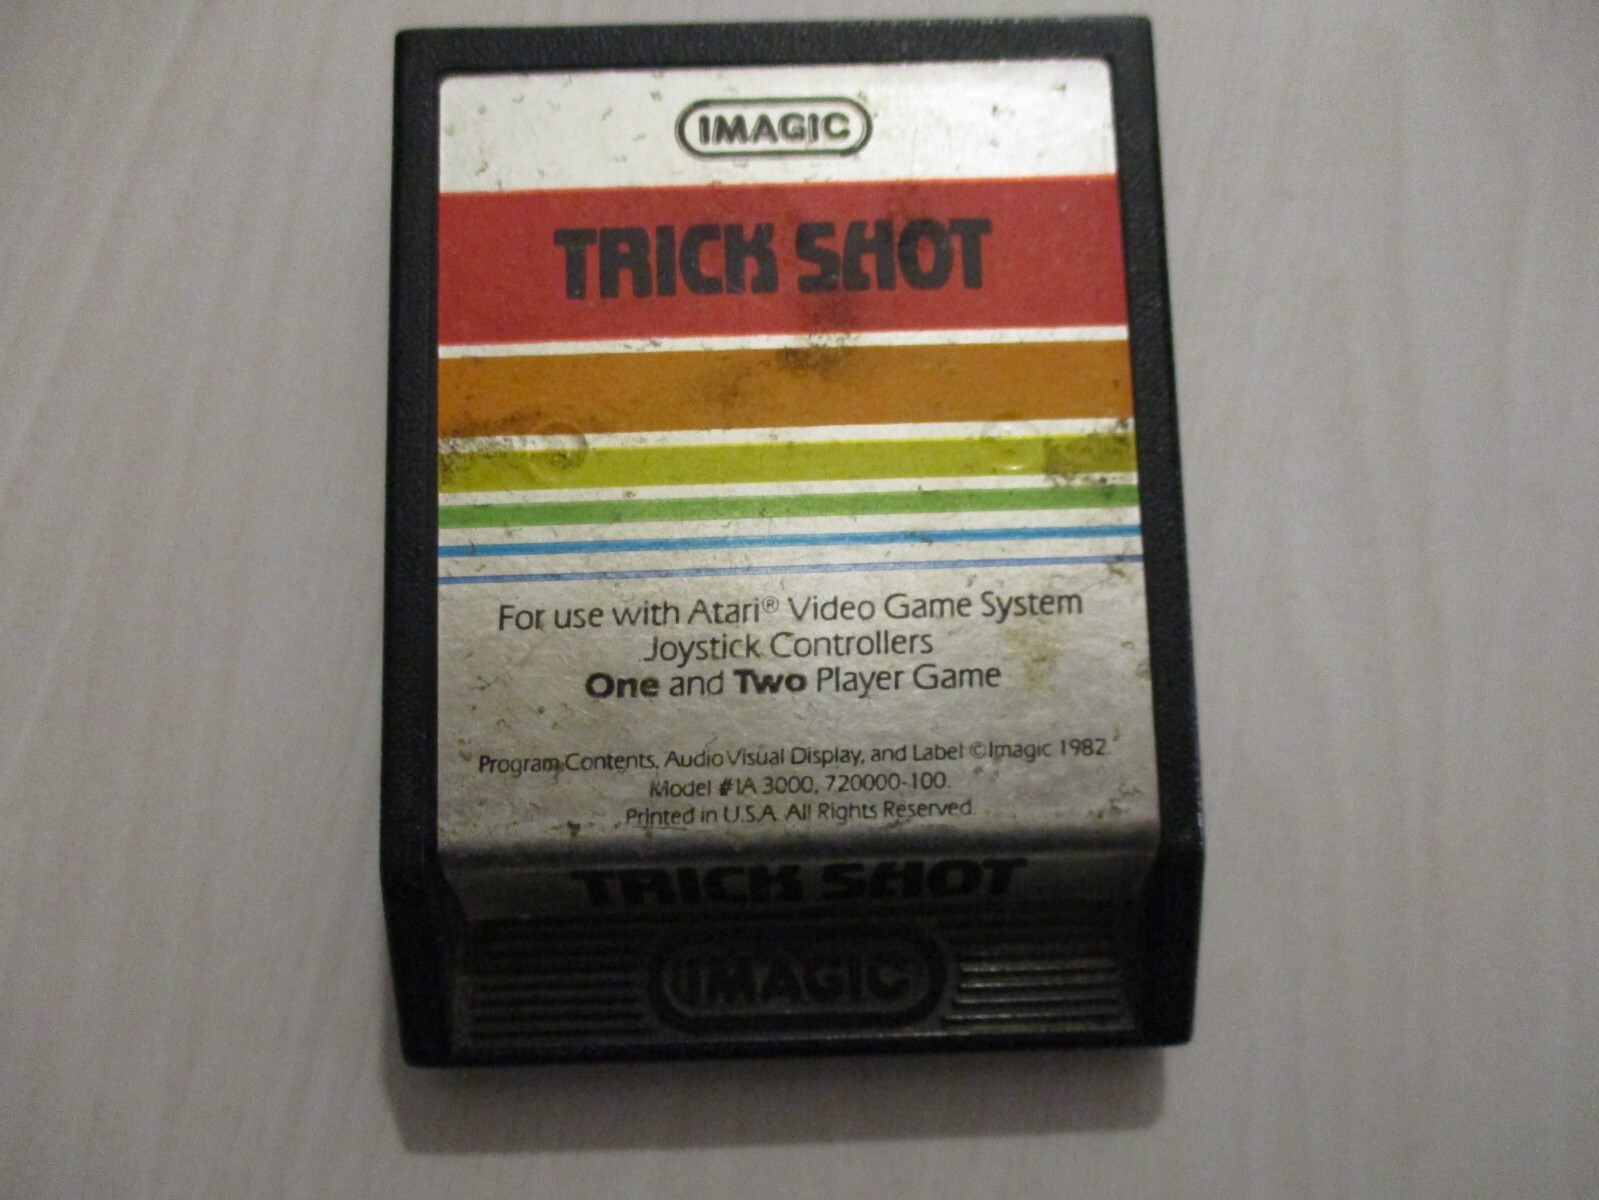 IMAGIC
TRICK SHOT
For use with Atari® Video Game System
Joystick Controllers
One and Two Player Game
Program Contents, Audio Visual Display, and Label ©Imagic 1982.
Model #IA 3000, 720000-100.
Printed in U.S.A. All Rights Reserved.
TRICK SHOT
IMAGIC